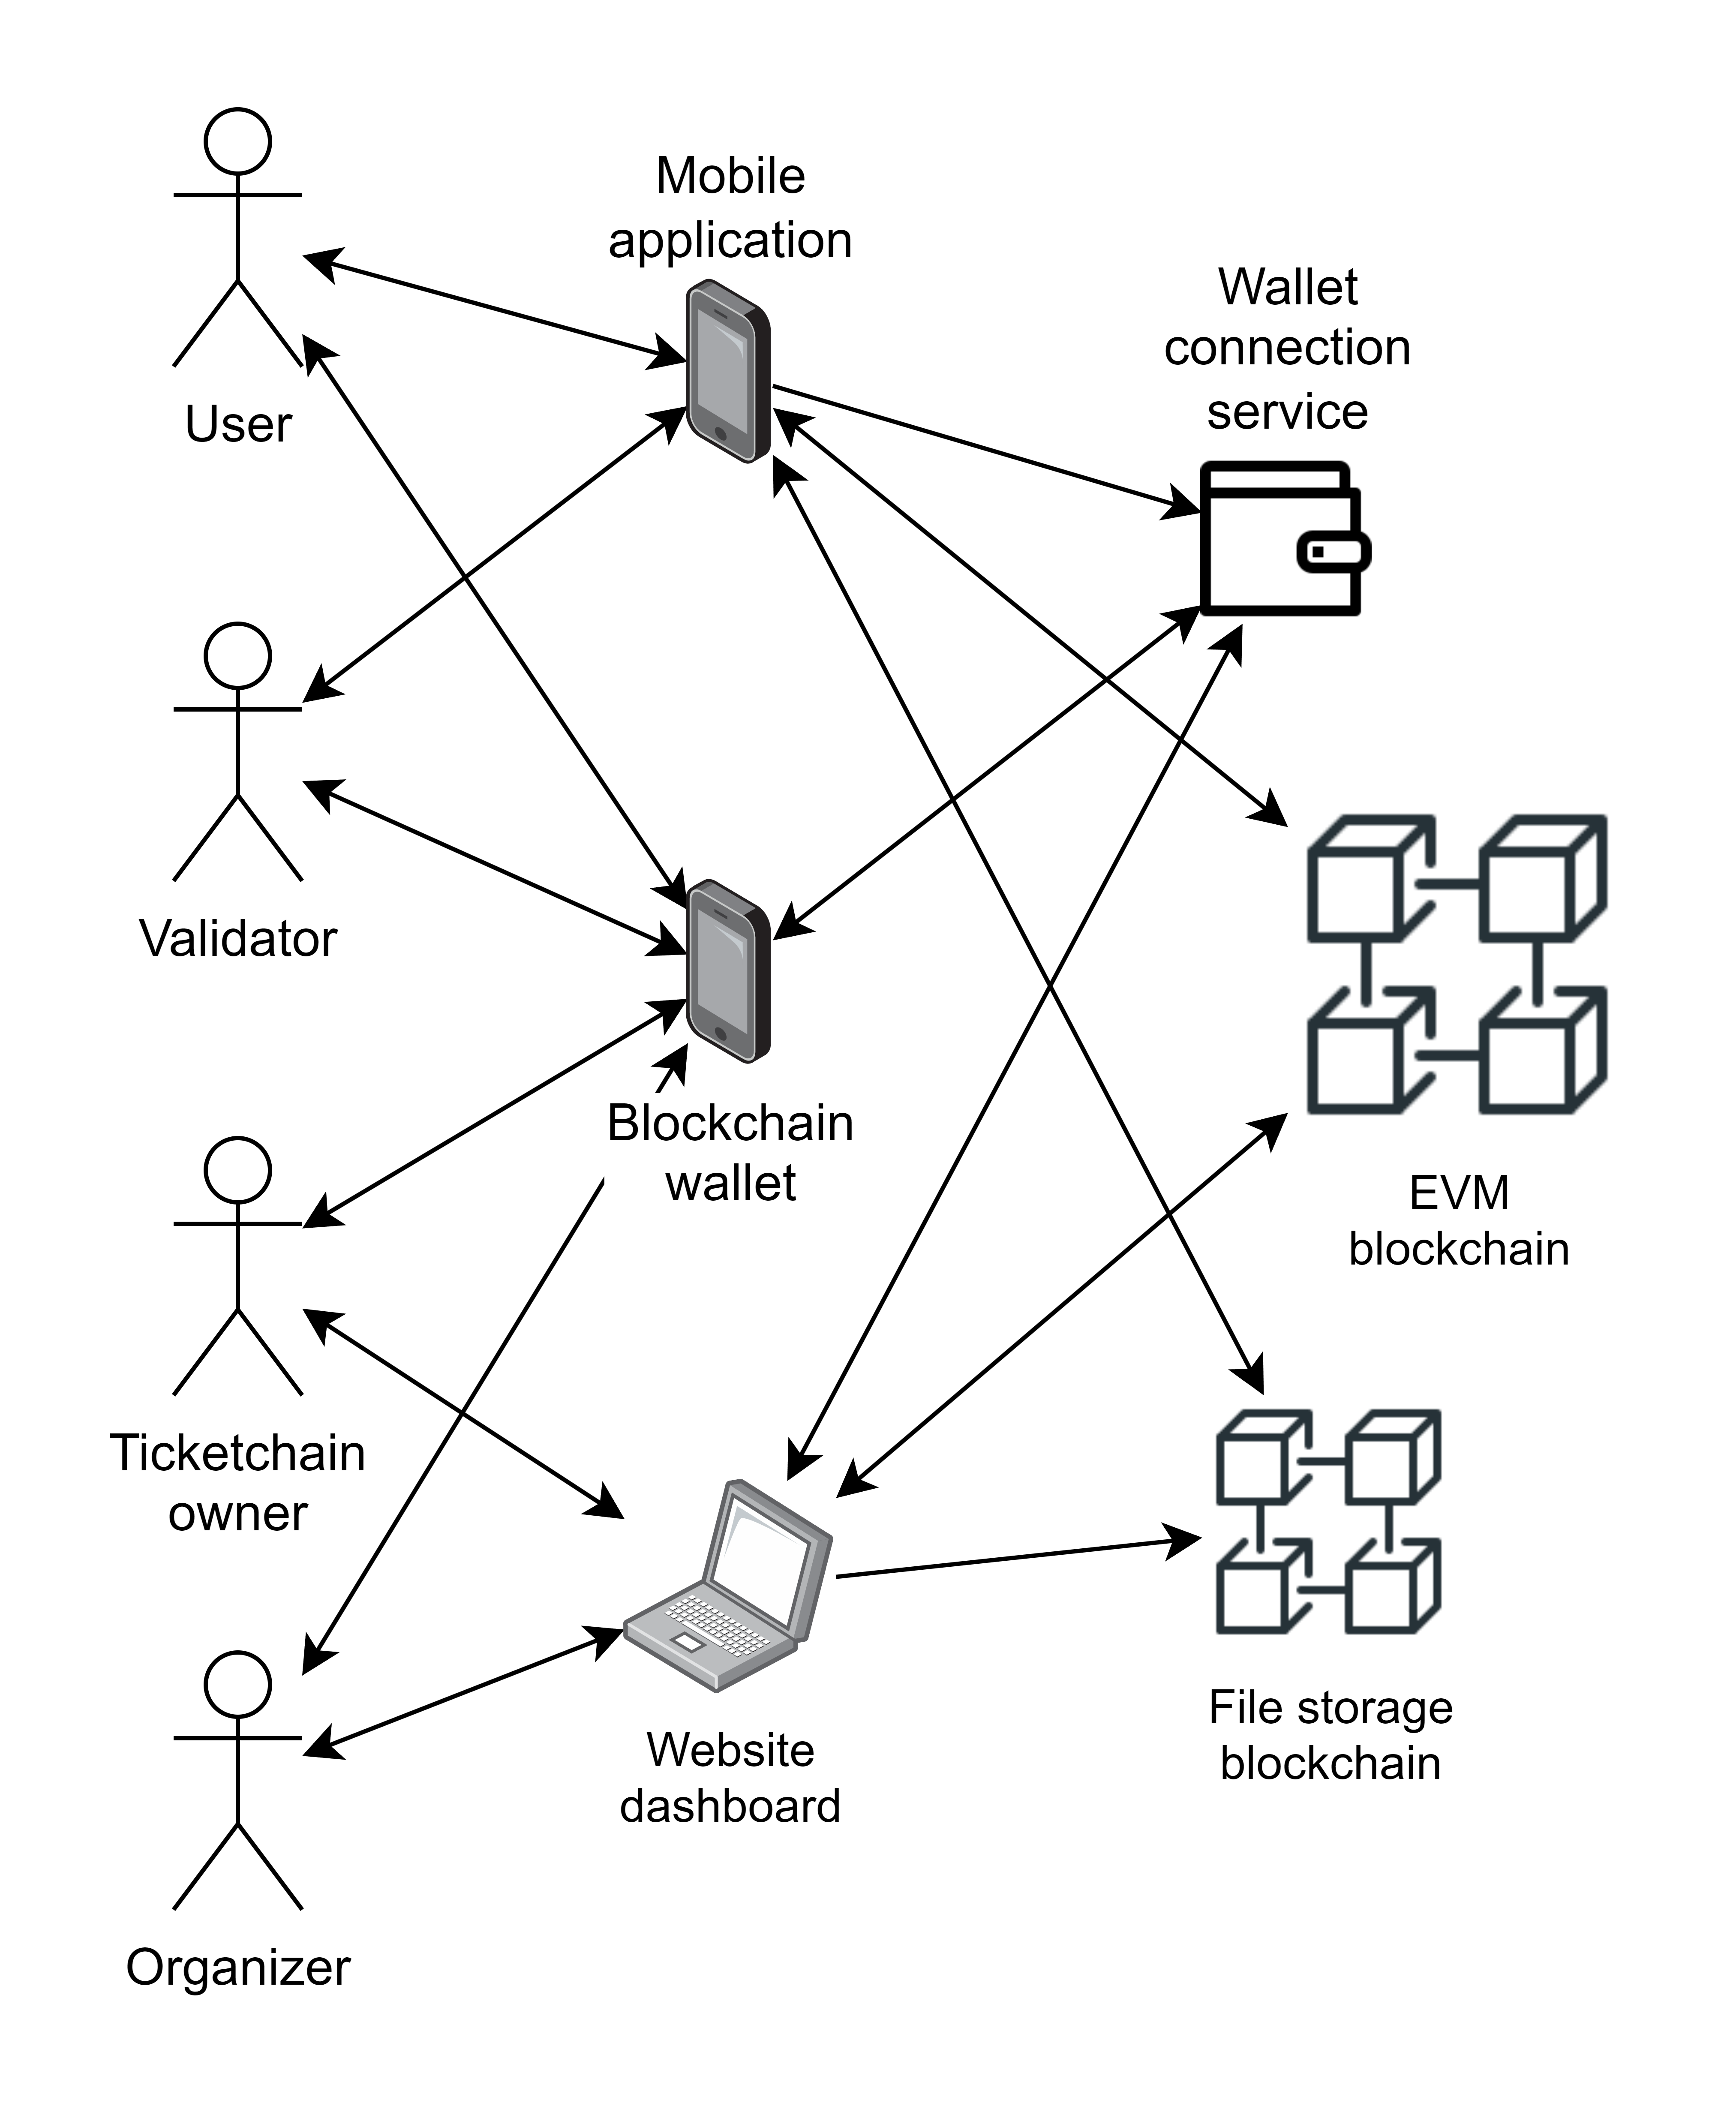 Mobile
application
Wallet
connection
service
User
Validator
Blockchain
wallet
EVM
blockchain
Ticketchain
owner
File storage
blockchain
Website
dashboard
Organizer